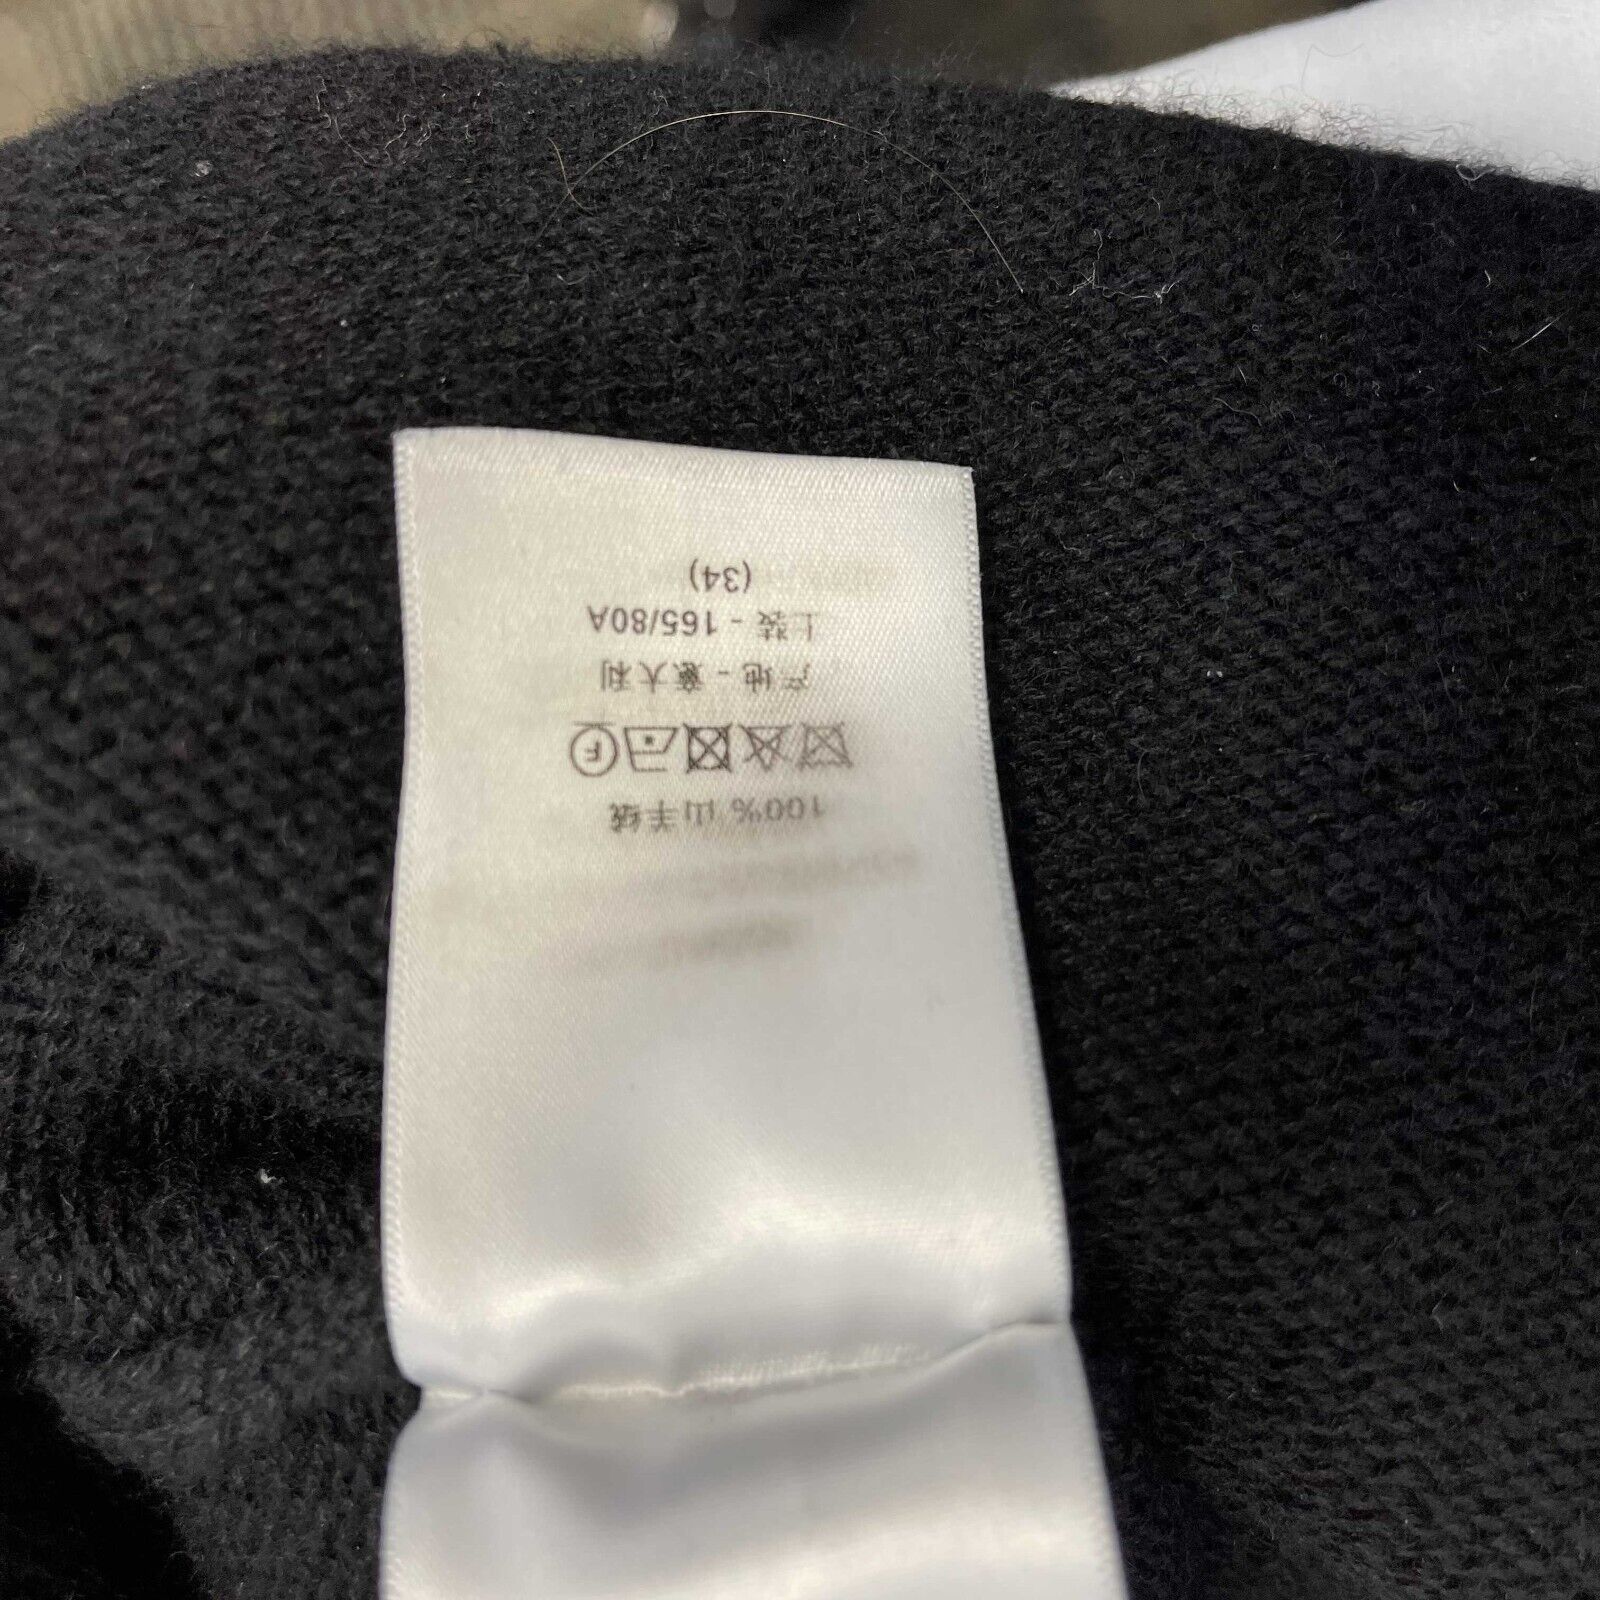 100% 山羊绒
F
产地 - 意大利
上装 - 165/80A
(34)